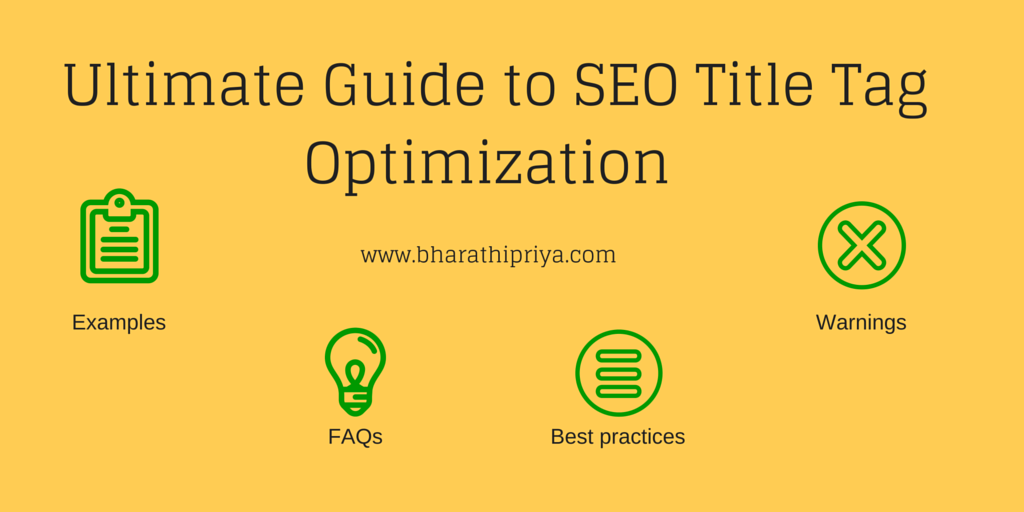 Ultimate Guide to SEO Title Tag
Optimization
www.bharathipriya.com
Examples
Warnings
FAQs
Best practices